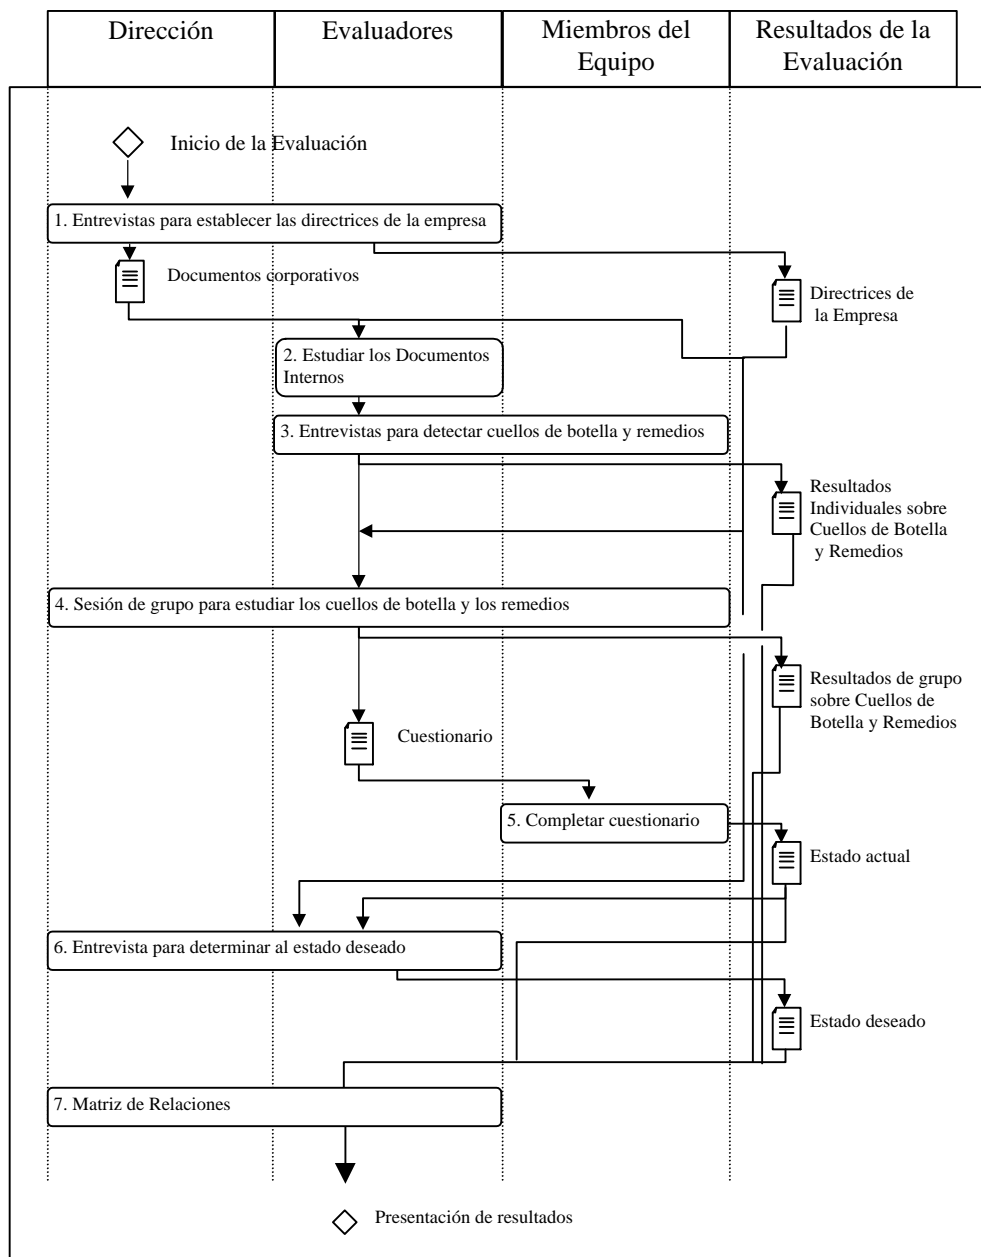 Dirección
Evaluadores
Miembros del
Equipo
Resultados de la
Evaluación
Inicio de la Evaluación
1. Entrevistas para establecer las directrices de la empresa
Documentos corporativos
Directrices de
la Empresa
2. Estudiar los Documentos
Internos
3. Entrevistas para detectar cuellos de botella y remedios
Resultados
Individuales sobre
Cuellos de Botella
y Remedios
4. Sesión de grupo para estudiar los cuellos de botella y los remedios
Resultados de grupo
sobre Cuellos de
Botella y Remedios
Cuestionario
5. Completar cuestionario
Estado actual
6. Entrevista para determinar al estado deseado
Estado deseado
7. Matriz de Relaciones
Presentación de resultados